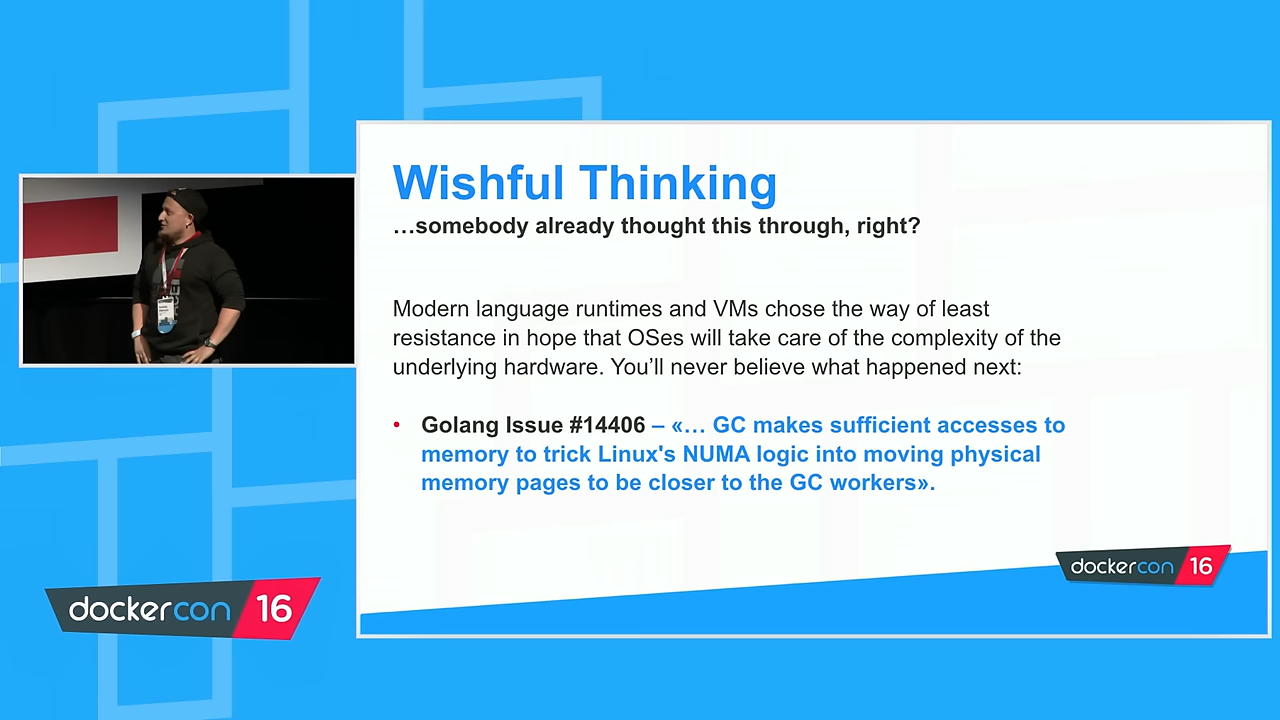 Wishful Thinking
…somebody already thought this through, right?
Modern language runtimes and VMs chose the way of least
resistance in hope that OSes will take care of the complexity of the
underlying hardware. You’ll never believe what happened next:
• Golang Issue #14406 – «… GC makes sufficient accesses to
memory to trick Linux's NUMA logic into moving physical
memory pages to be closer to the GC workers».
dockercon 16
dockercon 16